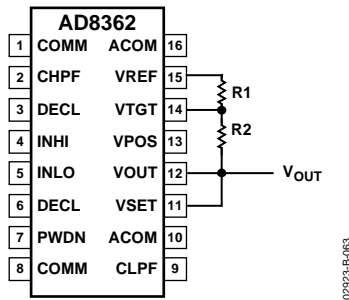 AD8362
1 COMM ACOM 16
2 CHPF VREF 15
R1
3 DECL VTGT 14
R2
4 INHI VPOS 13
5 INLO VOUT 12
VOUT
6 DECL VSET 11
7 PWDN ACOM 10
8 COMM CLPF 9
02923-B-063